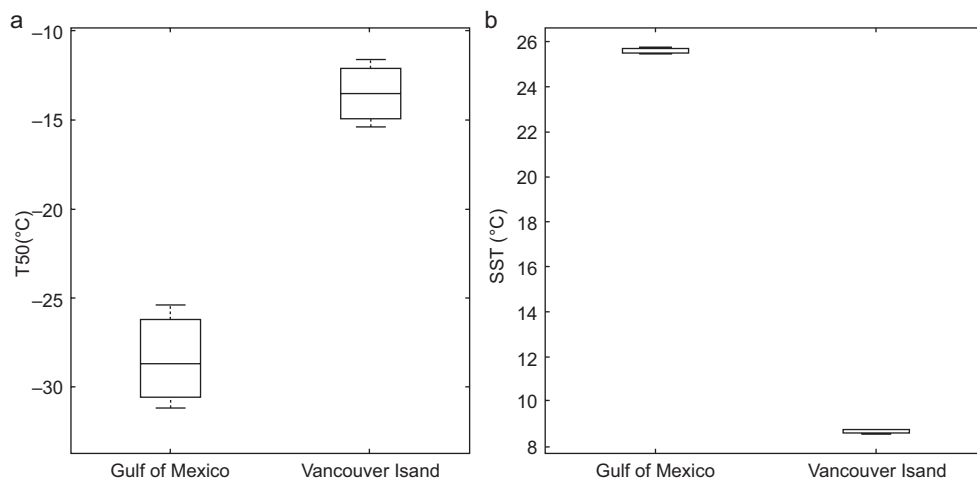 a
–10
–15
–20
–25
–30
T50(°C)
Gulf of Mexico
Vancouver Isand
b
26
24
22
20
18
16
14
12
10
8
SST (°C)
Gulf of Mexico
Vancouver Isand